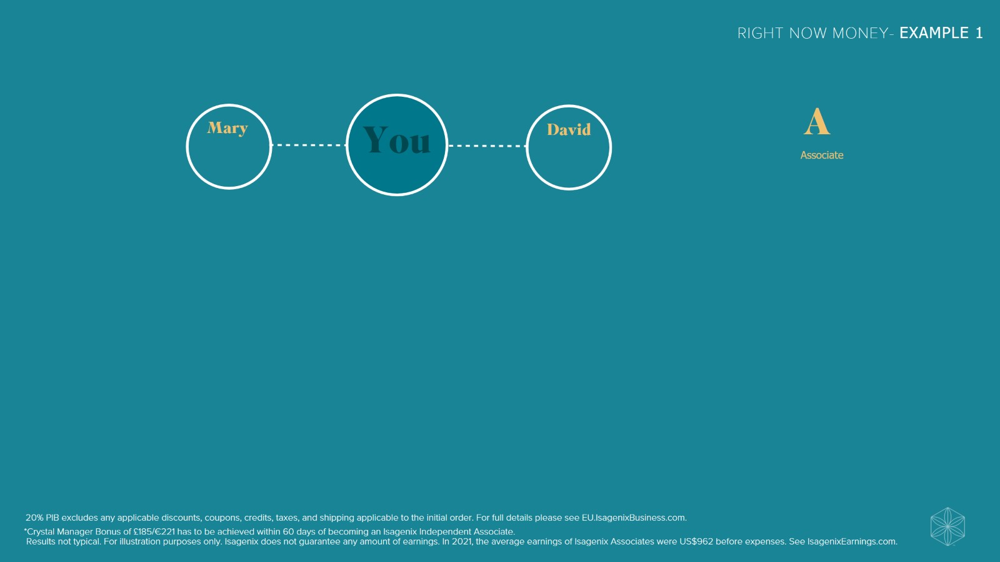 RIGHT NOW MONEY- EXAMPLE 1
Mary
You
David
A
Associate
20% PIB excludes any applicable discounts, coupons, credits, taxes, and shipping applicable to the initial order. For full details please see EU.IsagenixBusiness.com.
*Crystal Manager Bonus of £185/€221 has to be achieved within 60 days of becoming an Isagenix Independent Associate.
Results not typical. For illustration purposes only. Isagenix does not guarantee any amount of earnings. In 2021, the average earnings of Isagenix Associates were US$962 before expenses. See IsagenixEarnings.com.